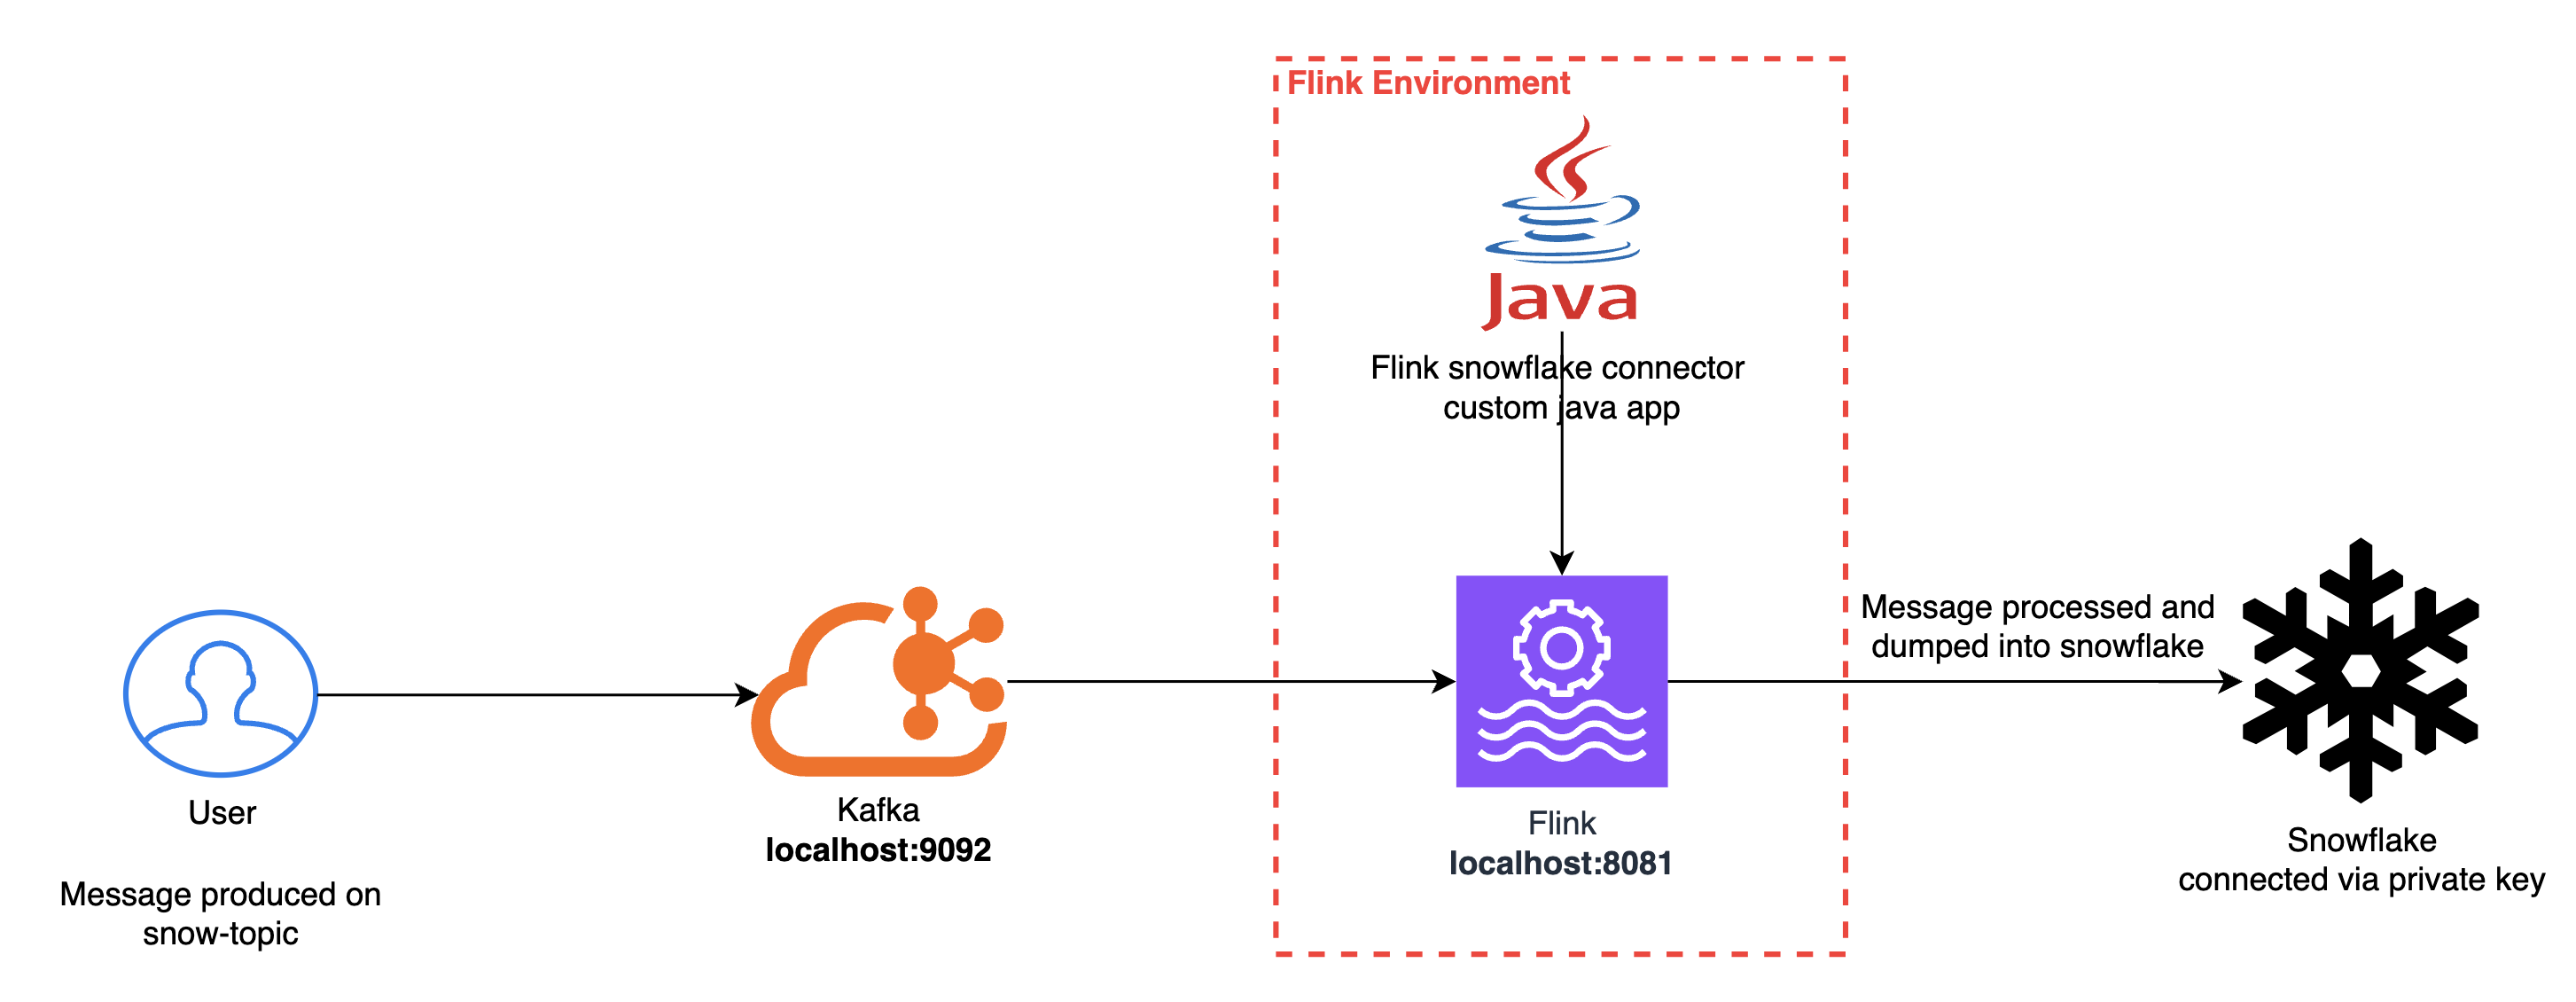 Flink Environment
Java
Flink snowflake connector
custom java app
Message processed and
dumped into snowflake
User
Message produced on
snow-topic
Kafka
localhost:9092
Flink
localhost:8081
Snowflake
connected via private key